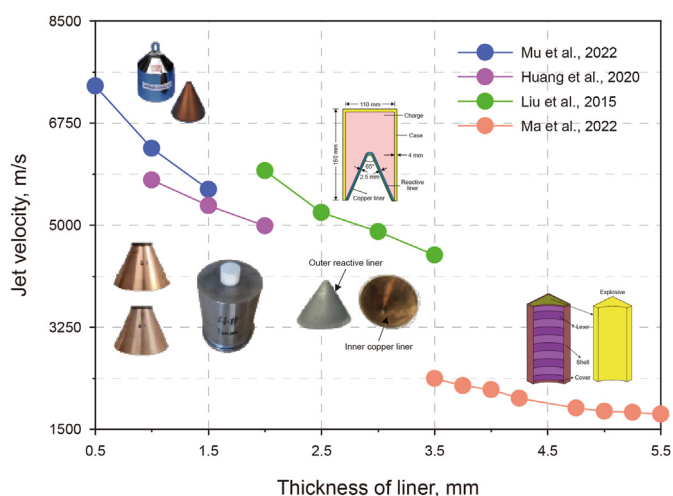 8500
6750
5000
3250
1500
Jet velocity, m/s
0.5
1.5
2.5
3.5
4.5
5.5
Thickness of liner, mm
Mu et al., 2022
Huang et al., 2020
Liu et al., 2015
Ma et al., 2022
110 mm
160 mm
Charge
Case
4 mm
65°
2.5 mm
Reactive
liner
Copper liner
Outer reactive liner
Inner copper liner
Explosive
Liner
Shell
Cover